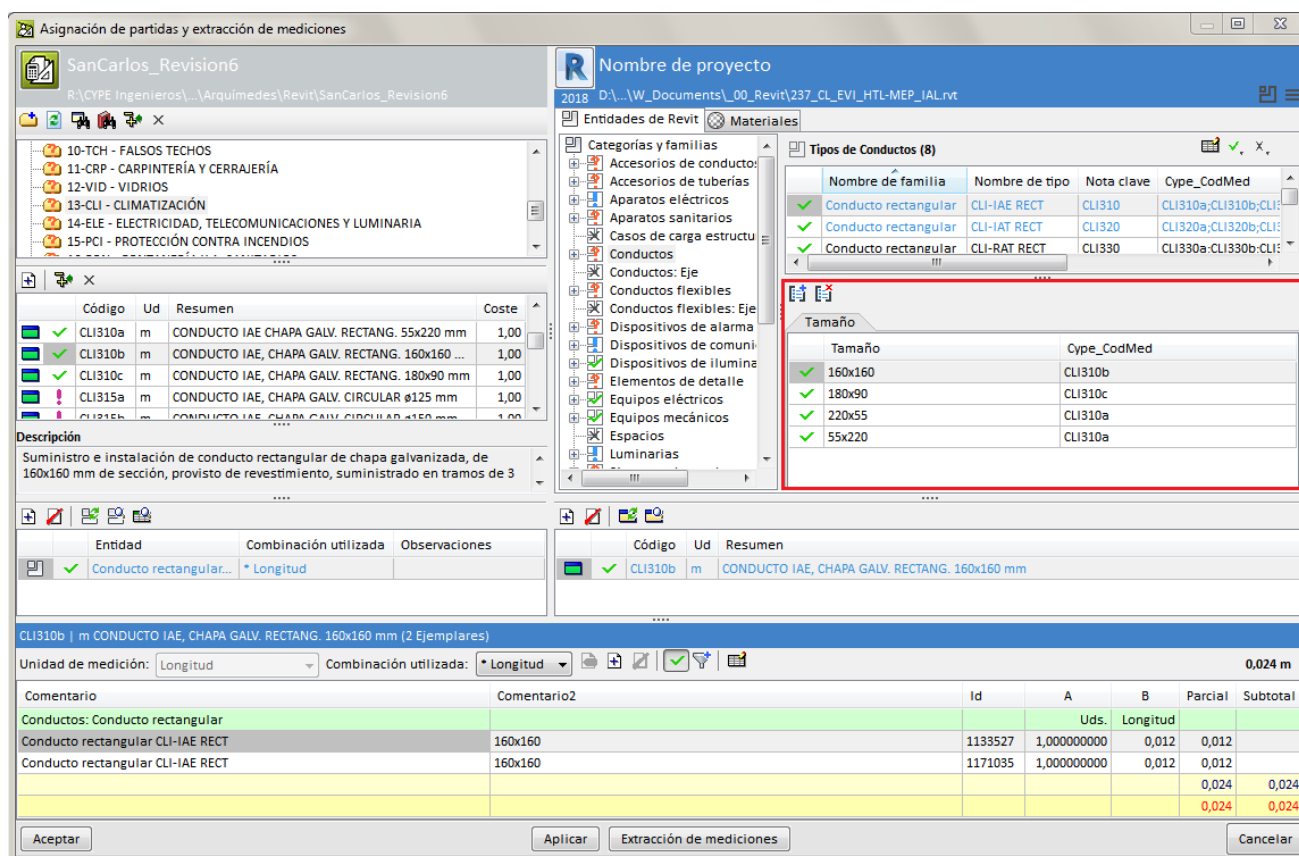 Asignación de partidas y extracción de mediciones
SanCarlos_Revision6
R:\CYPE Ingenieros\...\Arquímedes\Revit\SanCarlos_Revision6
10-TCH - FALSOS TECHOS
11-CRP - CARPINTERÍA Y CERRAJERÍA
12-VID - VIDRIOS
13-CLI - CLIMATIZACIÓN
14-ELE - ELECTRICIDAD, TELECOMUNICACIONES Y LUMINARIA
15-PCI - PROTECCIÓN CONTRA INCENDIOS
Código Ud Resumen Coste
CLI310a m CONDUCTO IAE CHAPA GALV. RECTANG. 55x220 mm 1,00
CLI310b m CONDUCTO IAE, CHAPA GALV. RECTANG. 160x160 ... 1,00
CLI310c m CONDUCTO IAE, CHAPA GALV. RECTANG. 180x90 mm 1,00
CLI315a m CONDUCTO IAE, CHAPA GALV. CIRCULAR ø125 mm 1,00
CLI315b m CONDUCTO IAE, CHAPA GALV. CIRCULAR ø150 mm 1,00
Descripción
Suministro e instalación de conducto rectangular de chapa galvanizada, de
160x160 mm de sección, provisto de revestimiento, suministrado en tramos de 3
Entidad Combinación utilizada Observaciones
Conducto rectangular... * Longitud
R
2018
Nombre de proyecto
D:\...\W_Documents\_00_Revit\237_CL_EVI_HTL-MEP_IAL.rvt
Entidades de Revit Materiales
Categorías y familias
Accesorios de conducto
Accesorios de tuberías
Aparatos eléctricos
Aparatos sanitarios
Casos de carga estructu
Conductos
Conductos: Eje
Conductos flexibles
Conductos flexibles: Eje
Dispositivos de alarma
Dispositivos de comuni
Dispositivos de ilumina
Elementos de detalle
Equipos eléctricos
Equipos mecánicos
Espacios
Luminarias
Tipos de Conductos (8)
Nombre de familia Nombre de tipo Nota clave Cype_CodMed
Conducto rectangular CLI-IAE RECT CLI310 CLI310a;CLI310b;CLI3
Conducto rectangular CLI-IAT RECT CLI320 CLI320a;CLI320b;CLI3
Conducto rectangular CLI-RAT RECT CLI330 CLI330a;CLI330b;CLI3
Tamaño
Tamaño Cype_CodMed
160x160 CLI310b
180x90 CLI310c
220x55 CLI310a
55x220 CLI310a
Código Ud Resumen
CLI310b m CONDUCTO IAE, CHAPA GALV. RECTANG. 160x160 mm
CLI310b | m CONDUCTO IAE, CHAPA GALV. RECTANG. 160x160 mm (2 Ejemplares)
Unidad de medición: Longitud Combinación utilizada: * Longitud 0,024 m
Comentario Comentario2 Id A B Parcial Subtotal
Conductos: Conducto rectangular Uds. Longitud
Conducto rectangular CLI-IAE RECT 160x160 1133527 1,000000000 0,012 0,012
Conducto rectangular CLI-IAE RECT 160x160 1171035 1,000000000 0,012 0,012
0,024 0,024
0,024 0,024
Aceptar Aplicar Extracción de mediciones Cancelar